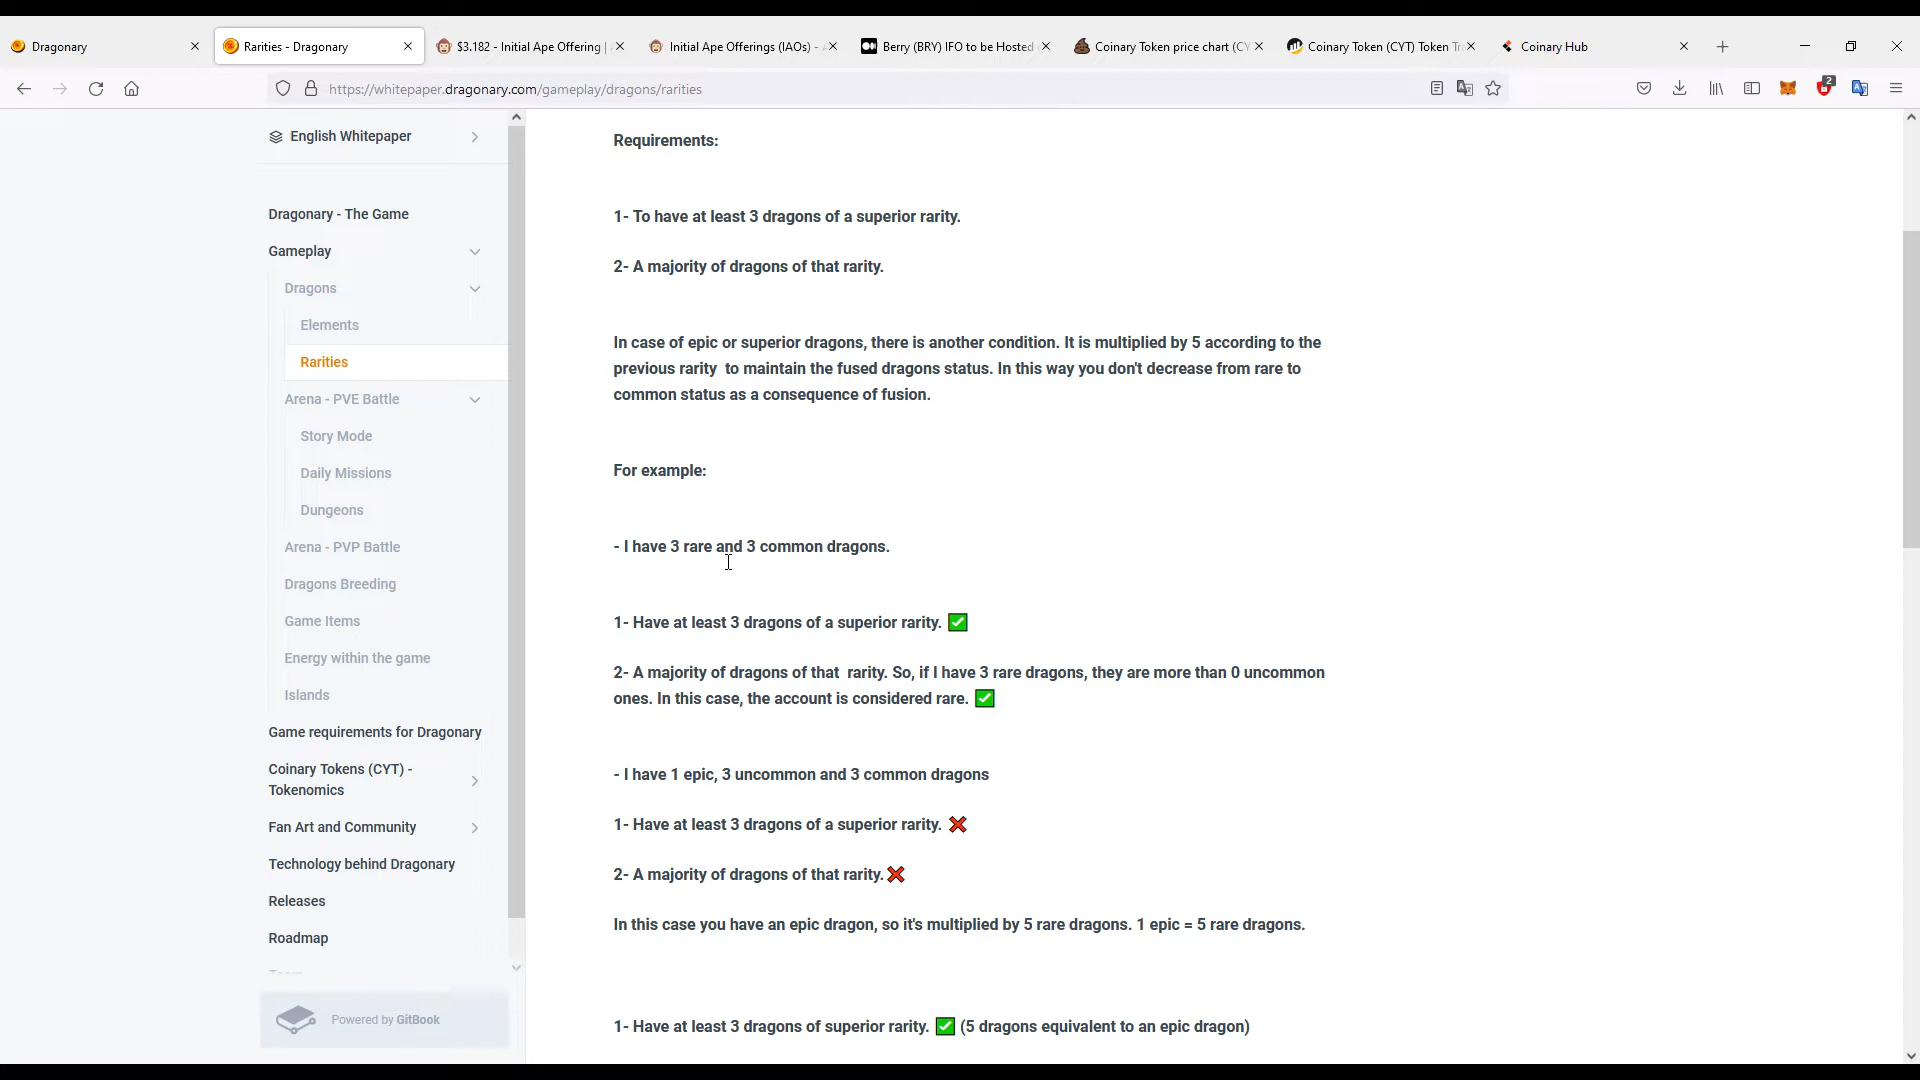 Dragonary
Rarities - Dragonary
$3.182 - Initial Ape Offering |
Initial Ape Offerings (IAOs) -
Berry (BRY) IFO to be Hosted
Coinary Token price chart (CY
Coinary Token (CYT) Token Tr
Coinary Hub
https://whitepaper.dragonary.com/gameplay/dragons/rarities
2
English Whitepaper
Dragonary - The Game
Gameplay
Dragons
Elements
Rarities
Arena - PVE Battle
Story Mode
Daily Missions
Dungeons
Arena - PVP Battle
Dragons Breeding
Game Items
Energy within the game
Islands
Game requirements for Dragonary
Coinary Tokens (CYT) -
Tokenomics
Fan Art and Community
Technology behind Dragonary
Releases
Roadmap
Powered by GitBook
Requirements:
1- To have at least 3 dragons of a superior rarity.
2- A majority of dragons of that rarity.
In case of epic or superior dragons, there is another condition. It is multiplied by 5 according to the
previous rarity  to maintain the fused dragons status. In this way you don't decrease from rare to
common status as a consequence of fusion.
For example:
- I have 3 rare and 3 common dragons.
1- Have at least 3 dragons of a superior rarity. ✅
2- A majority of dragons of that  rarity. So, if I have 3 rare dragons, they are more than 0 uncommon
ones. In this case, the account is considered rare. ✅
- I have 1 epic, 3 uncommon and 3 common dragons
1- Have at least 3 dragons of a superior rarity. ❌
2- A majority of dragons of that rarity.❌
In this case you have an epic dragon, so it's multiplied by 5 rare dragons. 1 epic = 5 rare dragons.
1- Have at least 3 dragons of superior rarity. ✅ (5 dragons equivalent to an epic dragon)